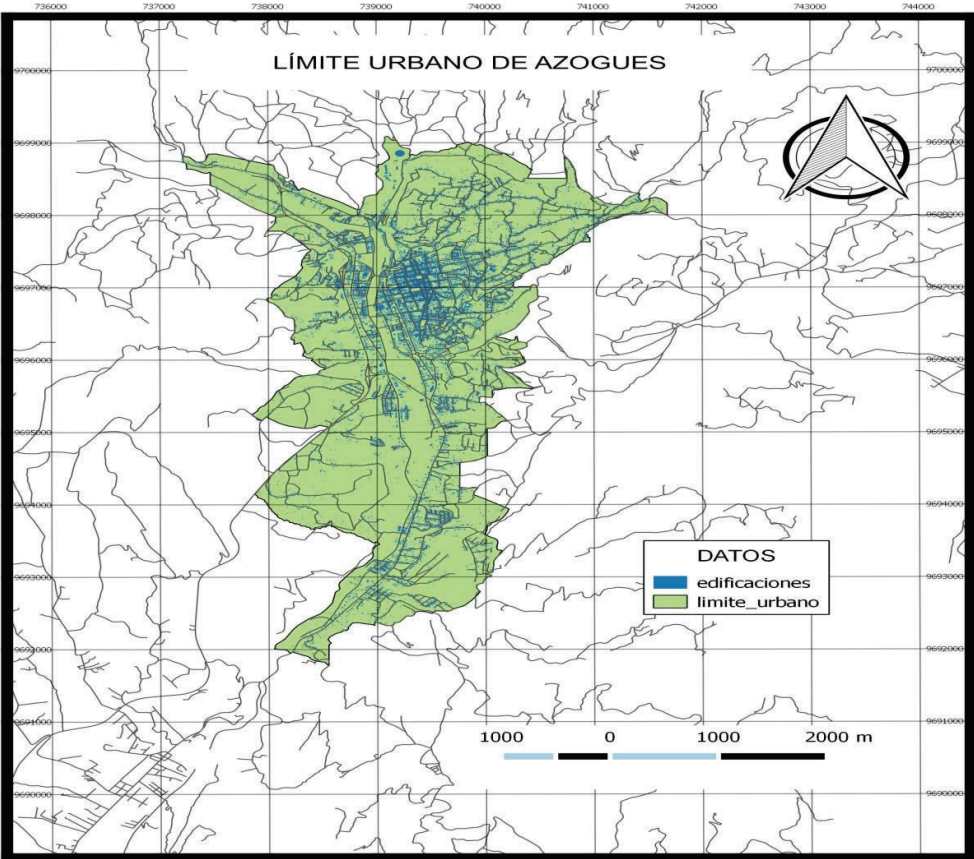 736000 737000 738000 739000 740000 741000 742000 743000 744000
LÍMITE URBANO DE AZOGUES
9700000 9700000
9699000 9699000
9698000 9698000
9697000 9697000
9696000 9696000
9695000 9695000
9694000 9694000
DATOS
9693000 edificaciones 9693000
limite_urbano
9692000 9692000
9691000 9691000
1000 0 1000 2000 m
9690000 9690000